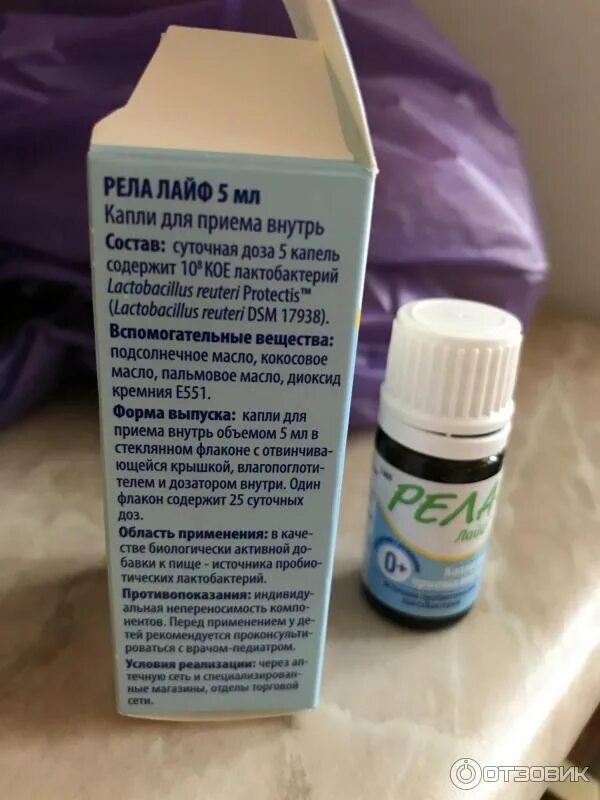 РЕЛА ЛАЙФ 5 мл
Капли для приема внутрь
Состав: суточная доза 5 капель
содержит 10⁸ КОЕ лактобактерий
Lactobacillus reuteri Protectis™
(Lactobacillus reuteri DSM 17938).
Вспомогательные вещества:
подсолнечное масло, кокосовое
масло, пальмовое масло, диоксид
кремния Е551.
Форма выпуска: капли для
приема внутрь объемом 5 мл в
стеклянном флаконе с отвинчи-
вающейся крышкой, влагопоглоти-
телем и дозатором внутри. Один
флакон содержит 25 суточных
доз.
Область применения: в каче-
стве биологически активной до-
бавки к пище - источника пробио-
тических лактобактерий.
Противопоказания: индивиду-
альная непереносимость компо-
нентов. Перед применением у де-
тей рекомендуется проконсульти-
роваться с врачом-педиатром.
Условия реализации: через ап-
течную сеть и специализирован-
ные магазины, отделы торговой
сети.
РЕЛА
Лайф
0+
ОТЗОВИК